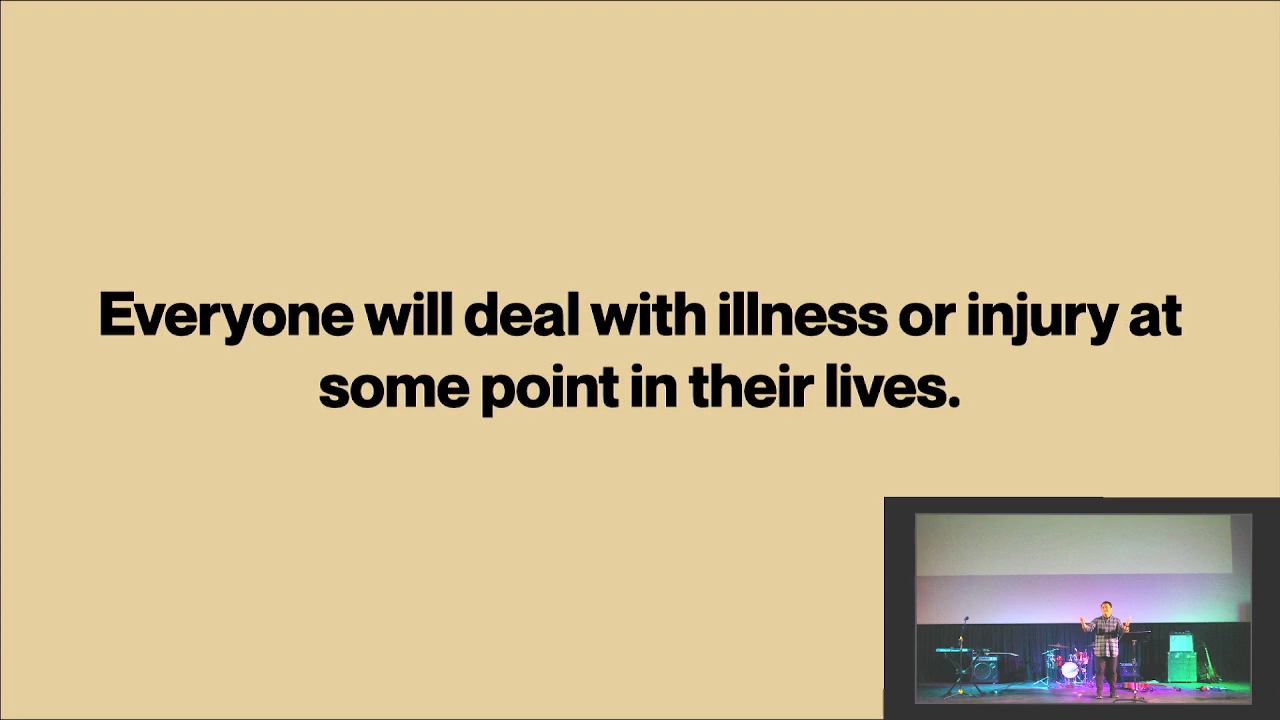 Everyone will deal with illness or injury at
some point in their lives.